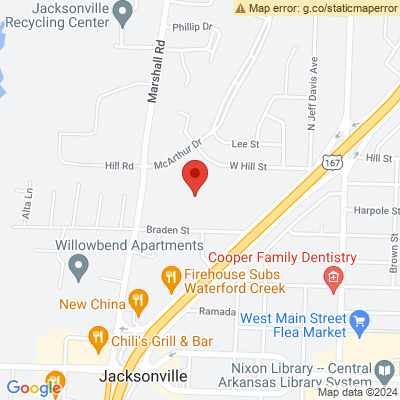 Map error: g.co/staticmaperror
Jacksonville
Recycling Center
Phillip Dr
Marshall Rd
N Jeff Davis Ave
Lee St
McArthur Dr
Hill Rd
W Hill St
167
Hill St
Alta Ln
Harpole St
Braden St
Willowbend Apartments
Brown St
Cooper Family Dentistry
Firehouse Subs
Waterford Creek
New China
Ramada
West Main Street
Flea Market
Chili's Grill & Bar
Jacksonville
Nixon Library -- Central
Arkansas Library System
Google
Map data ©2024